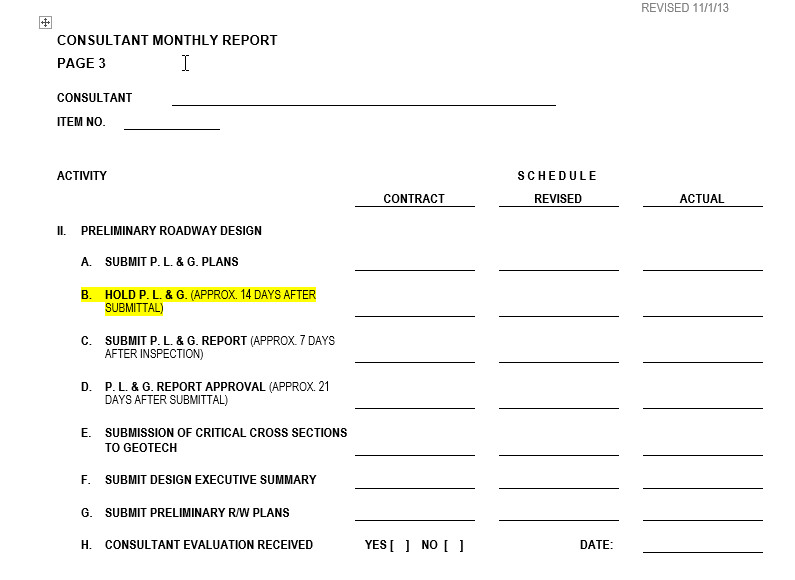 REVISED 11/1/13
CONSULTANT MONTHLY REPORT
PAGE 3
CONSULTANT
ITEM NO.
ACTIVITY
SCHEDULE
CONTRACT REVISED ACTUAL
II. PRELIMINARY ROADWAY DESIGN
A. SUBMIT P. L. & G. PLANS
B. HOLD P. L. & G. (APPROX. 14 DAYS AFTER
SUBMITTAL)
C. SUBMIT P. L. & G. REPORT (APPROX. 7 DAYS
AFTER INSPECTION)
D. P. L. & G. REPORT APPROVAL (APPROX. 21
DAYS AFTER SUBMITTAL)
E. SUBMISSION OF CRITICAL CROSS SECTIONS
TO GEOTECH
F. SUBMIT DESIGN EXECUTIVE SUMMARY
G. SUBMIT PRELIMINARY R/W PLANS
H. CONSULTANT EVALUATION RECEIVED YES [ ] NO [ ] DATE: